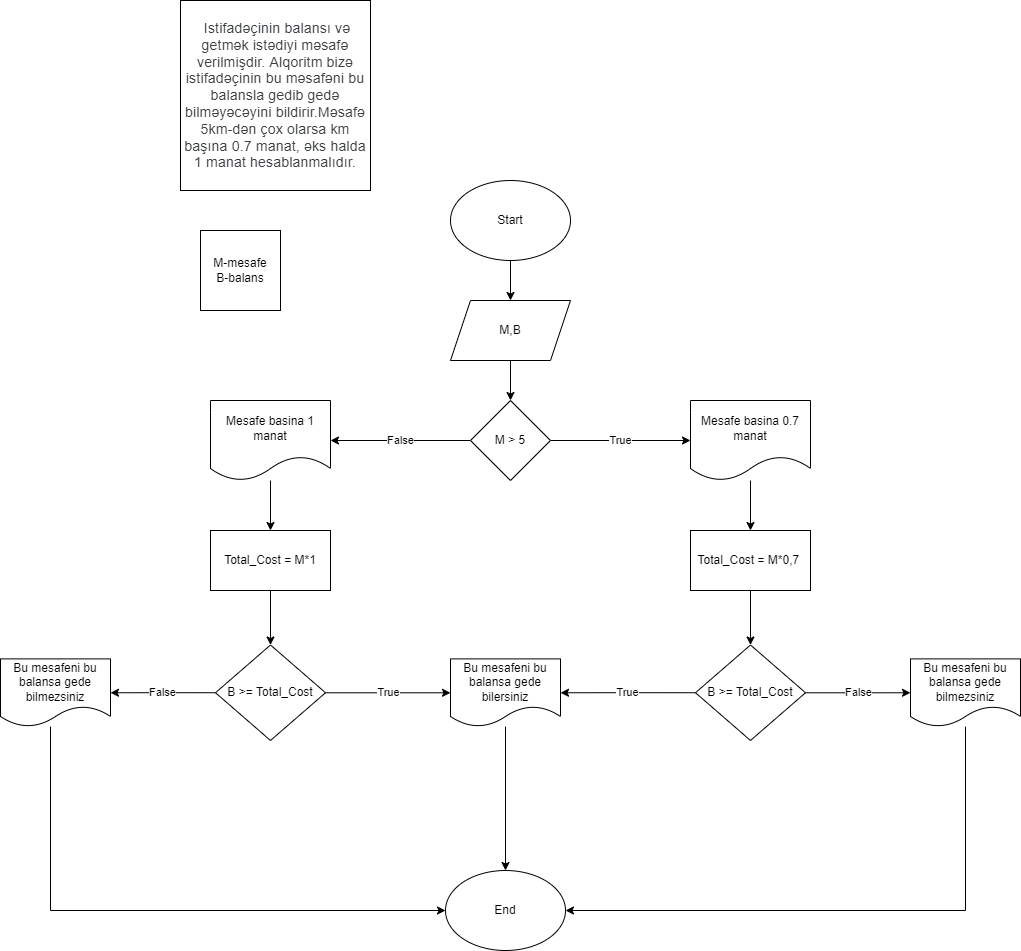 Istifadəçinin balansı və
getmək istədiyi məsafə
verilmişdir. Alqoritm bizə
istifadəçinin bu məsafəni bu
balansla gedib gedə
bilməyəcəyini bildirir.Məsafə
5km-dən çox olarsa km
başına 0.7 manat, əks halda
1 manat hesablanmalıdır.
Start
M-mesafe
B-balans
M,B
Mesafe basina 1
manat
False
M > 5
True
Mesafe basina 0.7
manat
Total_Cost = M*1
Total_Cost = M*0,7
Bu mesafeni bu
balansa gede
bilmezsiniz
False
B >= Total_Cost
True
Bu mesafeni bu
balansa gede
bilersiniz
True
B >= Total_Cost
False
Bu mesafeni bu
balansa gede
bilmezsiniz
End